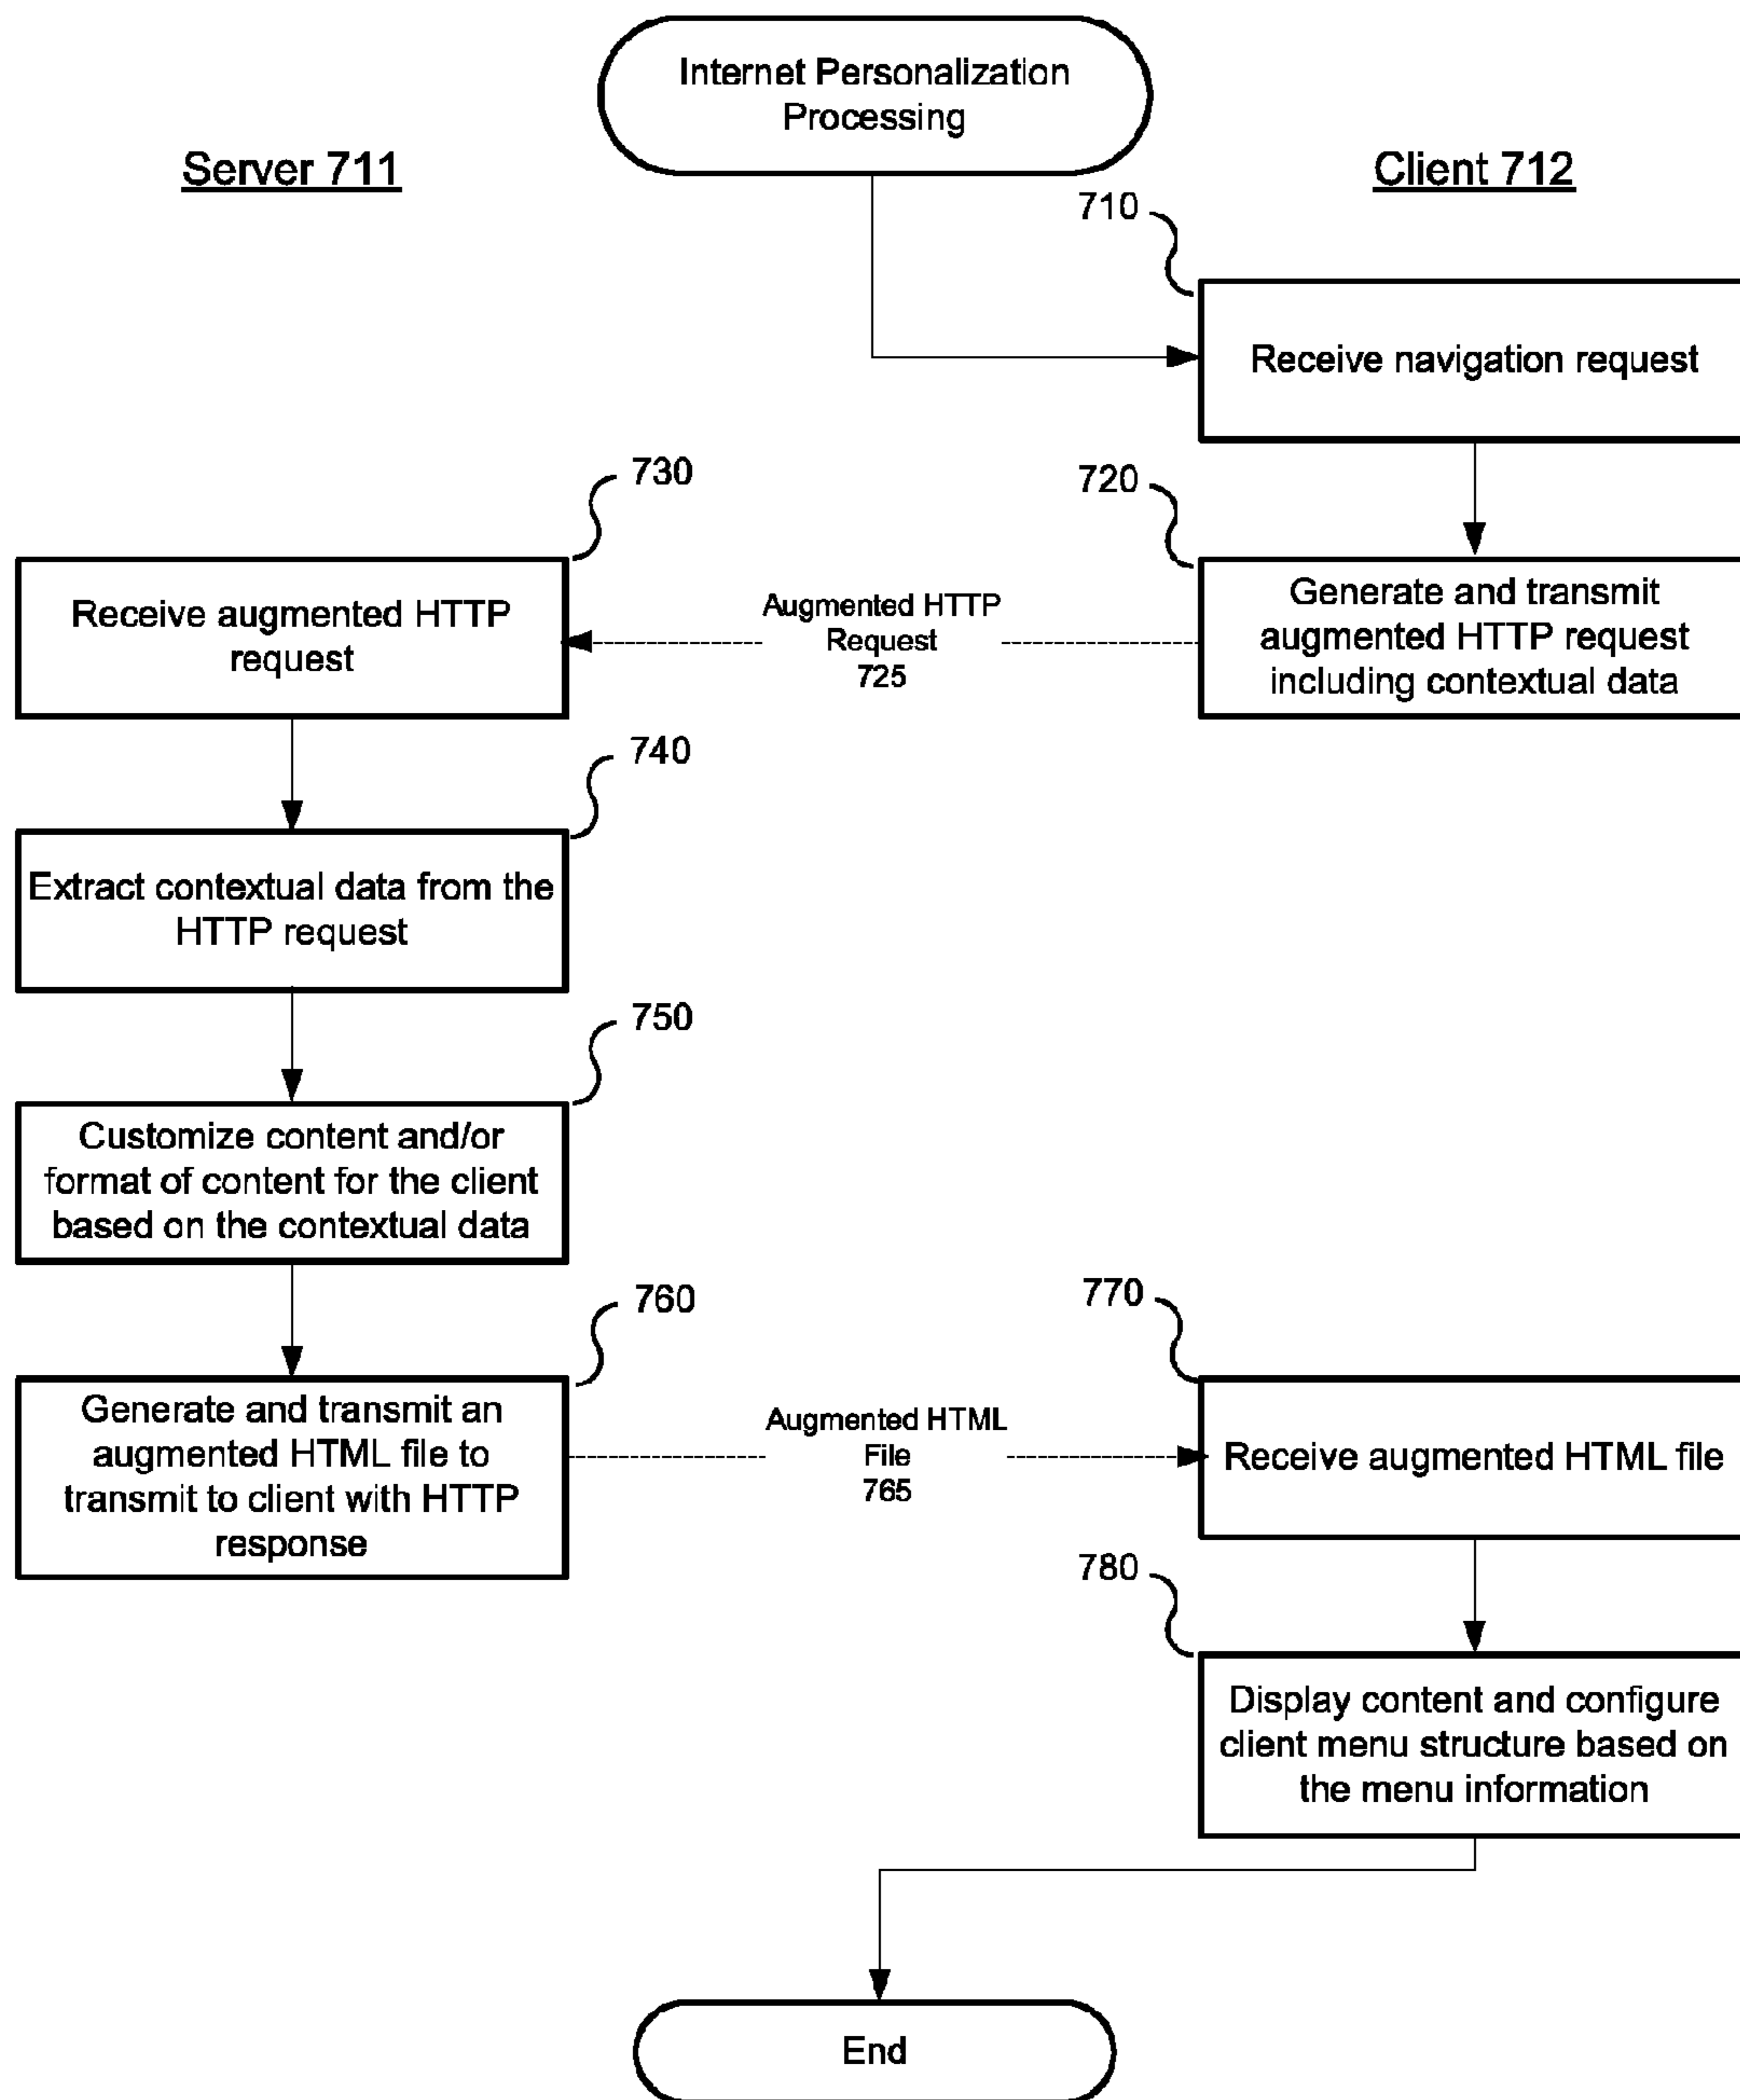 Internet Personalization
Processing
Server 711
Client 712
710
Receive navigation request
730
720
Receive augmented HTTP
request
Augmented HTTP
Request
725
Generate and transmit
augmented HTTP request
including contextual data
740
Extract contextual data from the
HTTP request
750
Customize content and/or
format of content for the client
based on the contextual data
760
770
Generate and transmit an
augmented HTML file to
transmit to client with HTTP
response
Augmented HTML
File
765
Receive augmented HTML file
780
Display content and configure
client menu structure based on
the menu information
End